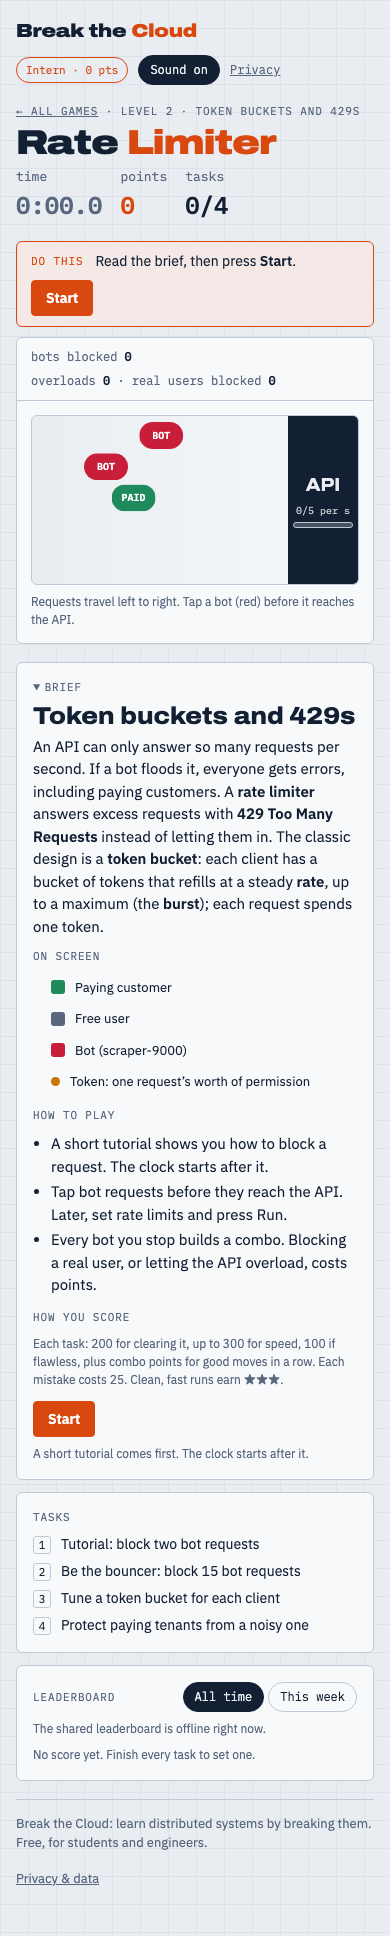 Break the Cloud
Intern · 0 pts
Sound on
Privacy
← ALL GAMES · LEVEL 2 · TOKEN BUCKETS AND 429S
Rate Limiter
time points tasks
0:00.0 0 0/4
DO THIS Read the brief, then press Start.
Start
bots blocked 0
overloads 0 · real users blocked 0
BOT
BOT
PAID
API
0/5 per s
Requests travel left to right. Tap a bot (red) before it reaches
the API.
▼ BRIEF
Token buckets and 429s
An API can only answer so many requests per
second. If a bot floods it, everyone gets errors,
including paying customers. A rate limiter
answers excess requests with 429 Too Many
Requests instead of letting them in. The classic
design is a token bucket: each client has a
bucket of tokens that refills at a steady rate, up
to a maximum (the burst); each request spends
one token.
ON SCREEN
Paying customer
Free user
Bot (scraper-9000)
Token: one request’s worth of permission
HOW TO PLAY
• A short tutorial shows you how to block a
request. The clock starts after it.
• Tap bot requests before they reach the API.
Later, set rate limits and press Run.
• Every bot you stop builds a combo. Blocking
a real user, or letting the API overload, costs
points.
HOW YOU SCORE
Each task: 200 for clearing it, up to 300 for speed, 100 if
flawless, plus combo points for good moves in a row. Each
mistake costs 25. Clean, fast runs earn ★★★.
Start
A short tutorial comes first. The clock starts after it.
TASKS
1 Tutorial: block two bot requests
2 Be the bouncer: block 15 bot requests
3 Tune a token bucket for each client
4 Protect paying tenants from a noisy one
LEADERBOARD All time This week
The shared leaderboard is offline right now.
No score yet. Finish every task to set one.
Break the Cloud: learn distributed systems by breaking them.
Free, for students and engineers.
Privacy & data